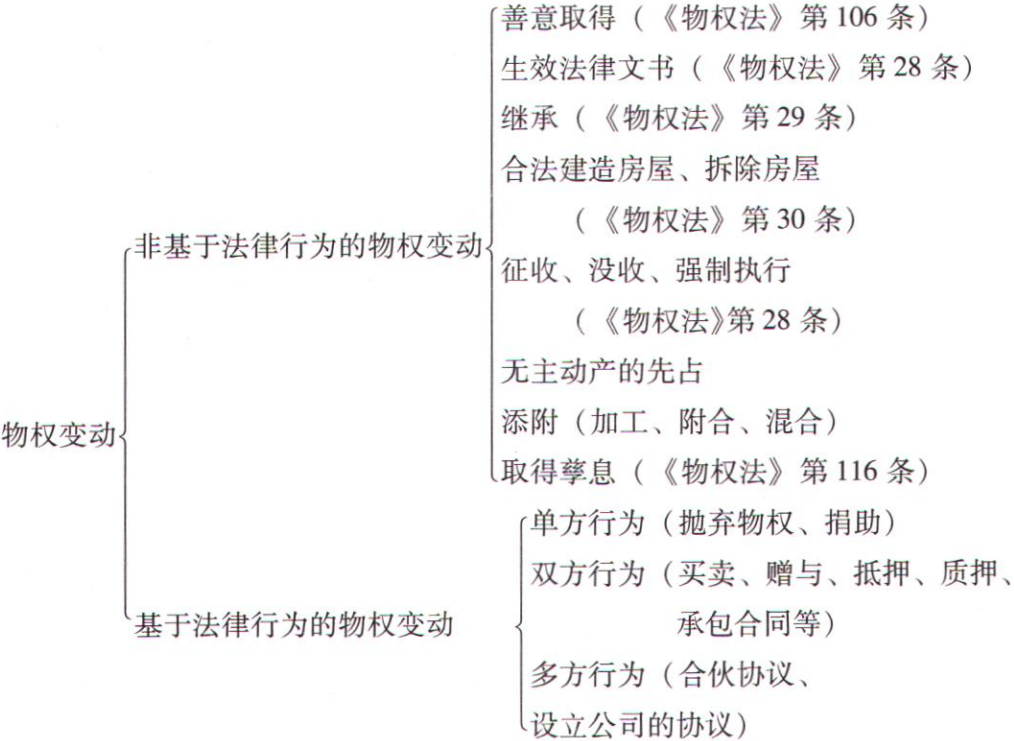 善意取得（《物权法》第106条）
生效法律文书（《物权法》第28条）
继承（《物权法》第29条）
合法建造房屋、拆除房屋
（《物权法》第30条）
非基于法律行为的物权变动
征收、没收、强制执行
（《物权法》第28条）
无主动产的先占
物权变动
添附（加工、附合、混合）
取得孳息（《物权法》第116条）
单方行为（抛弃物权、捐助）
双方行为（买卖、赠与、抵押、质押、
基于法律行为的物权变动
承包合同等）
多方行为（合伙协议、
设立公司的协议）